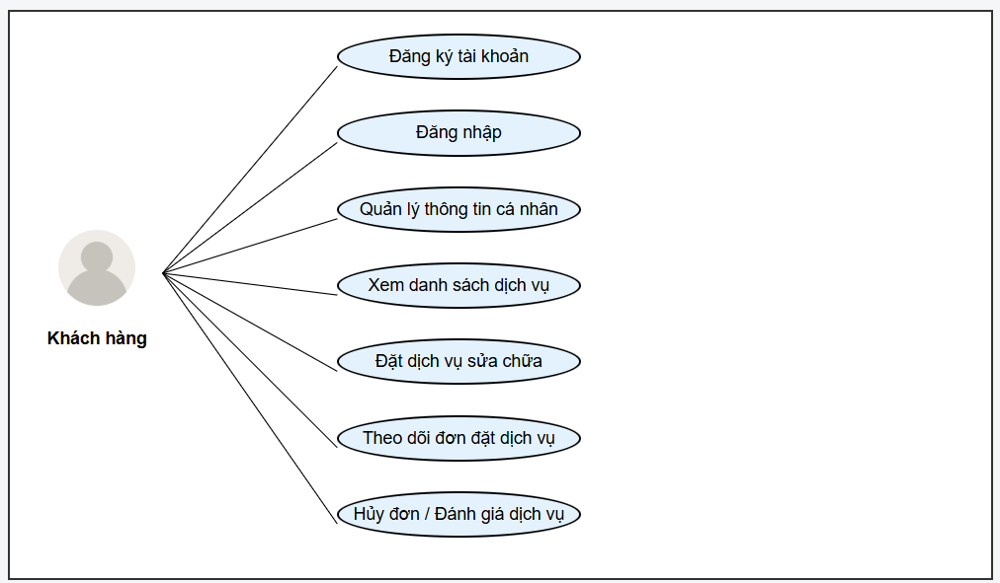 Đăng ký tài khoản
Đăng nhập
Quản lý thông tin cá nhân
Xem danh sách dịch vụ
Khách hàng
Đặt dịch vụ sửa chữa
Theo dõi đơn đặt dịch vụ
Hủy đơn / Đánh giá dịch vụ